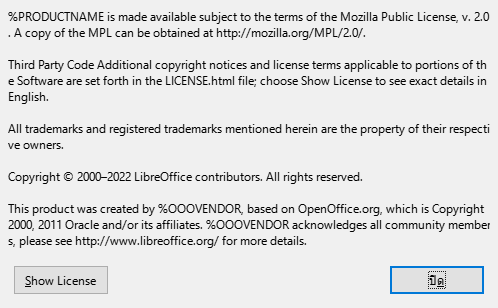 %PRODUCTNAME is made available subject to the terms of the Mozilla Public License, v. 2.0
. A copy of the MPL can be obtained at http://mozilla.org/MPL/2.0/.
Third Party Code Additional copyright notices and license terms applicable to portions of th
e Software are set forth in the LICENSE.html file; choose Show License to see exact details in
English.
All trademarks and registered trademarks mentioned herein are the property of their respecti
ve owners.
Copyright © 2000–2022 LibreOffice contributors. All rights reserved.
This product was created by %OOOVENDOR, based on OpenOffice.org, which is Copyright
2000, 2011 Oracle and/or its affiliates. %OOOVENDOR acknowledges all community member
s, please see http://www.libreoffice.org/ for more details.
Show License
ปิด